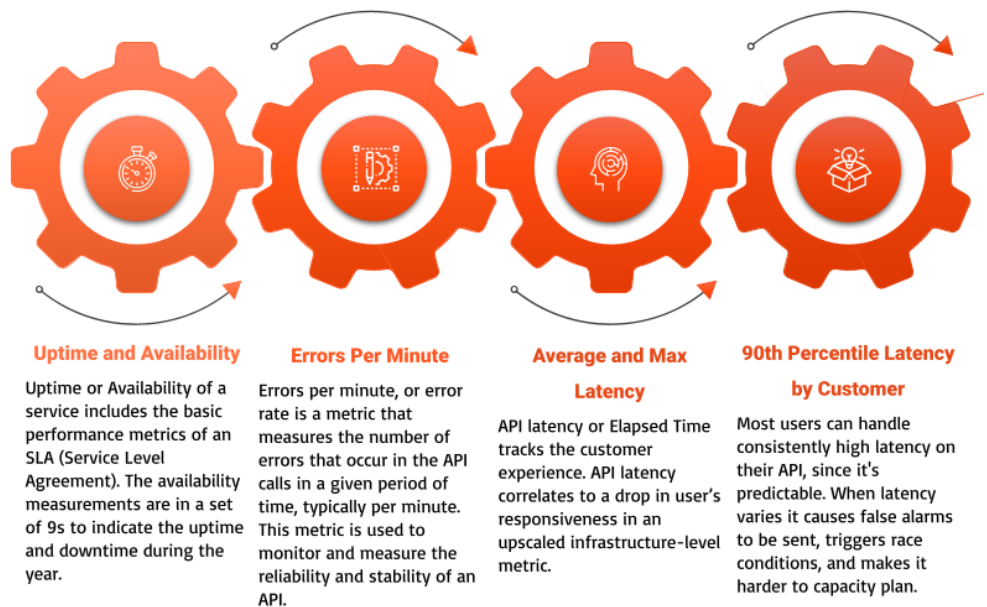 Uptime and Availability
Uptime or Availability of a
service includes the basic
performance metrics of an
SLA (Service Level
Agreement). The availability
measurements are in a set
of 9s to indicate the uptime
and downtime during the
year.
Errors Per Minute
Errors per minute, or error
rate is a metric that
measures the number of
errors that occur in the API
calls in a given period of
time, typically per minute.
This metric is used to
monitor and measure the
reliability and stability of an
API.
Average and Max
Latency
API latency or Elapsed Time
tracks the customer
experience. API latency
correlates to a drop in user's
responsiveness in an
upscaled infrastructure-level
metric.
90th Percentile Latency
by Customer
Most users can handle
consistently high latency on
their API, since it's
predictable. When latency
varies it causes false alarms
to be sent, triggers race
conditions, and makes it
harder to capacity plan.